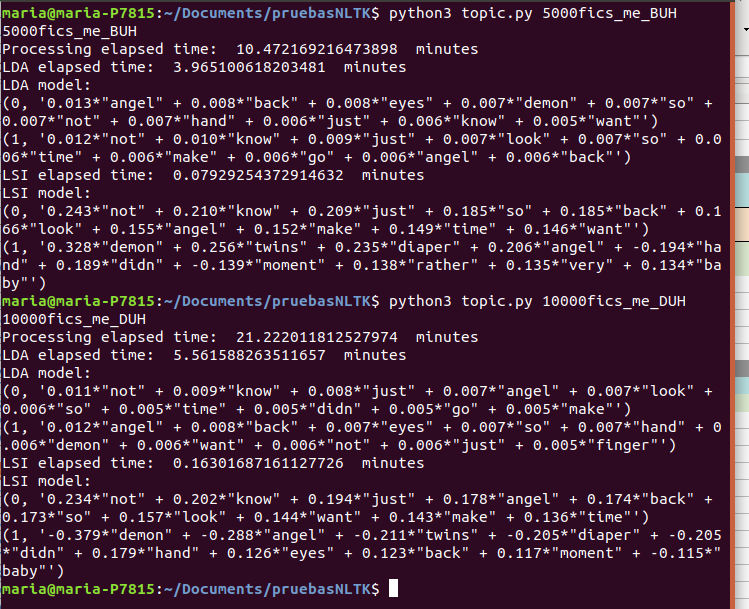 maria@maria-P7815:~/Documents/pruebasNLTK$ python3 topic.py 5000fics_me_BUH
5000fics_me_BUH
Processing elapsed time:  10.472169216473898  minutes
LDA elapsed time:  3.965100618203481  minutes
LDA model:
(0, '0.013*"angel" + 0.008*"back" + 0.008*"eyes" + 0.007*"demon" + 0.007*"so" +
0.007*"not" + 0.007*"hand" + 0.006*"just" + 0.006*"know" + 0.005*"want"')
(1, '0.012*"not" + 0.010*"know" + 0.009*"just" + 0.007*"look" + 0.007*"so" + 0.0
06*"time" + 0.006*"make" + 0.006*"go" + 0.006*"angel" + 0.006*"back"')
LSI elapsed time:  0.07929254372914632  minutes
LSI model:
(0, '0.243*"not" + 0.210*"know" + 0.209*"just" + 0.185*"so" + 0.185*"back" + 0.1
66*"look" + 0.155*"angel" + 0.152*"make" + 0.149*"time" + 0.146*"want"')
(1, '0.328*"demon" + 0.256*"twins" + 0.235*"diaper" + 0.206*"angel" + -0.194*"ha
nd" + 0.189*"didn" + -0.139*"moment" + 0.138*"rather" + 0.135*"very" + 0.134*"ba
by"')
maria@maria-P7815:~/Documents/pruebasNLTK$ python3 topic.py 10000fics_me_DUH
10000fics_me_DUH
Processing elapsed time:  21.222011812527974  minutes
LDA elapsed time:  5.561588263511657  minutes
LDA model:
(0, '0.011*"not" + 0.009*"know" + 0.008*"just" + 0.007*"angel" + 0.007*"look" +
0.006*"so" + 0.005*"time" + 0.005*"didn" + 0.005*"go" + 0.005*"make"')
(1, '0.012*"angel" + 0.008*"back" + 0.007*"eyes" + 0.007*"so" + 0.007*"hand" + 0
.006*"demon" + 0.006*"want" + 0.006*"not" + 0.006*"just" + 0.005*"finger"')
LSI elapsed time:  0.16301687161127726  minutes
LSI model:
(0, '0.234*"not" + 0.202*"know" + 0.194*"just" + 0.178*"angel" + 0.174*"back" +
0.173*"so" + 0.157*"look" + 0.144*"want" + 0.143*"make" + 0.136*"time"')
(1, '-0.379*"demon" + -0.288*"angel" + -0.211*"twins" + -0.205*"diaper" + -0.205
*"didn" + 0.179*"hand" + 0.126*"eyes" + 0.123*"back" + 0.117*"moment" + -0.115*"
baby"')
maria@maria-P7815:~/Documents/pruebasNLTK$